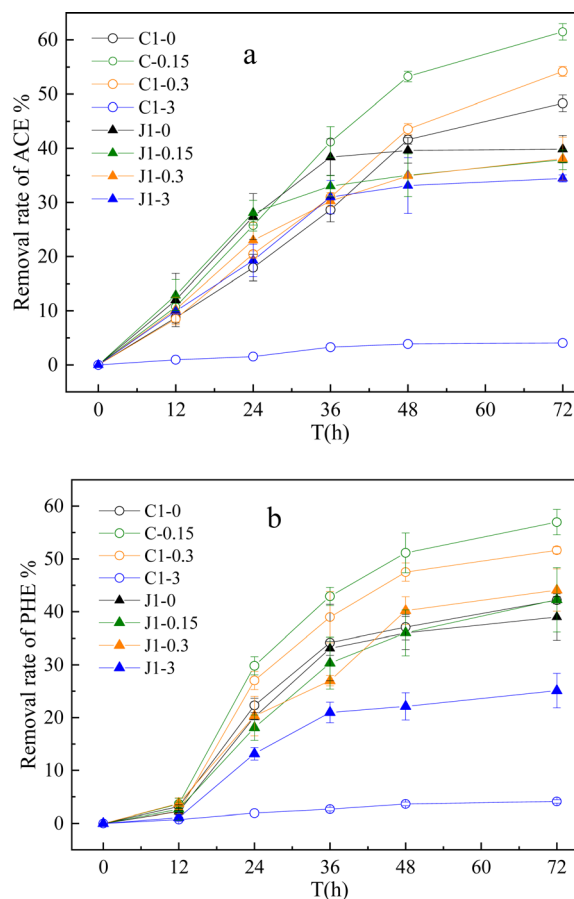 a
C1-0
C-0.15
C1-0.3
C1-3
J1-0
J1-0.15
J1-0.3
J1-3
Removal rate of ACE %
60
50
40
30
20
10
0
0 12 24 36 48 60 72
T(h)
b
C1-0
C-0.15
C1-0.3
C1-3
J1-0
J1-0.15
J1-0.3
J1-3
Removal rate of PHE %
60
50
40
30
20
10
0
0 12 24 36 48 60 72
T(h)